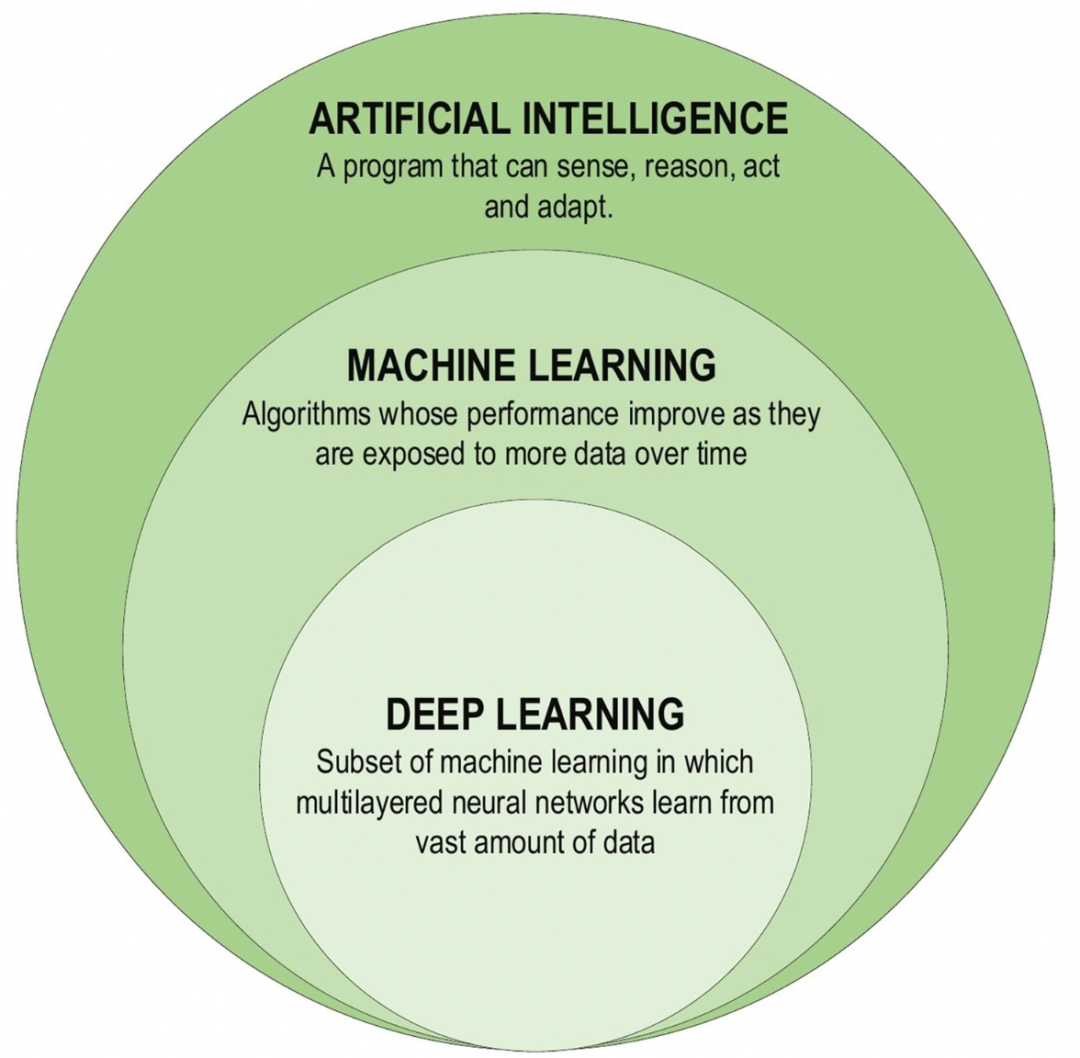 ARTIFICIAL INTELLIGENCE
A program that can sense, reason, act
and adapt.
MACHINE LEARNING
Algorithms whose performance improve as they
are exposed to more data over time
DEEP LEARNING
Subset of machine learning in which
multilayered neural networks learn from
vast amount of data